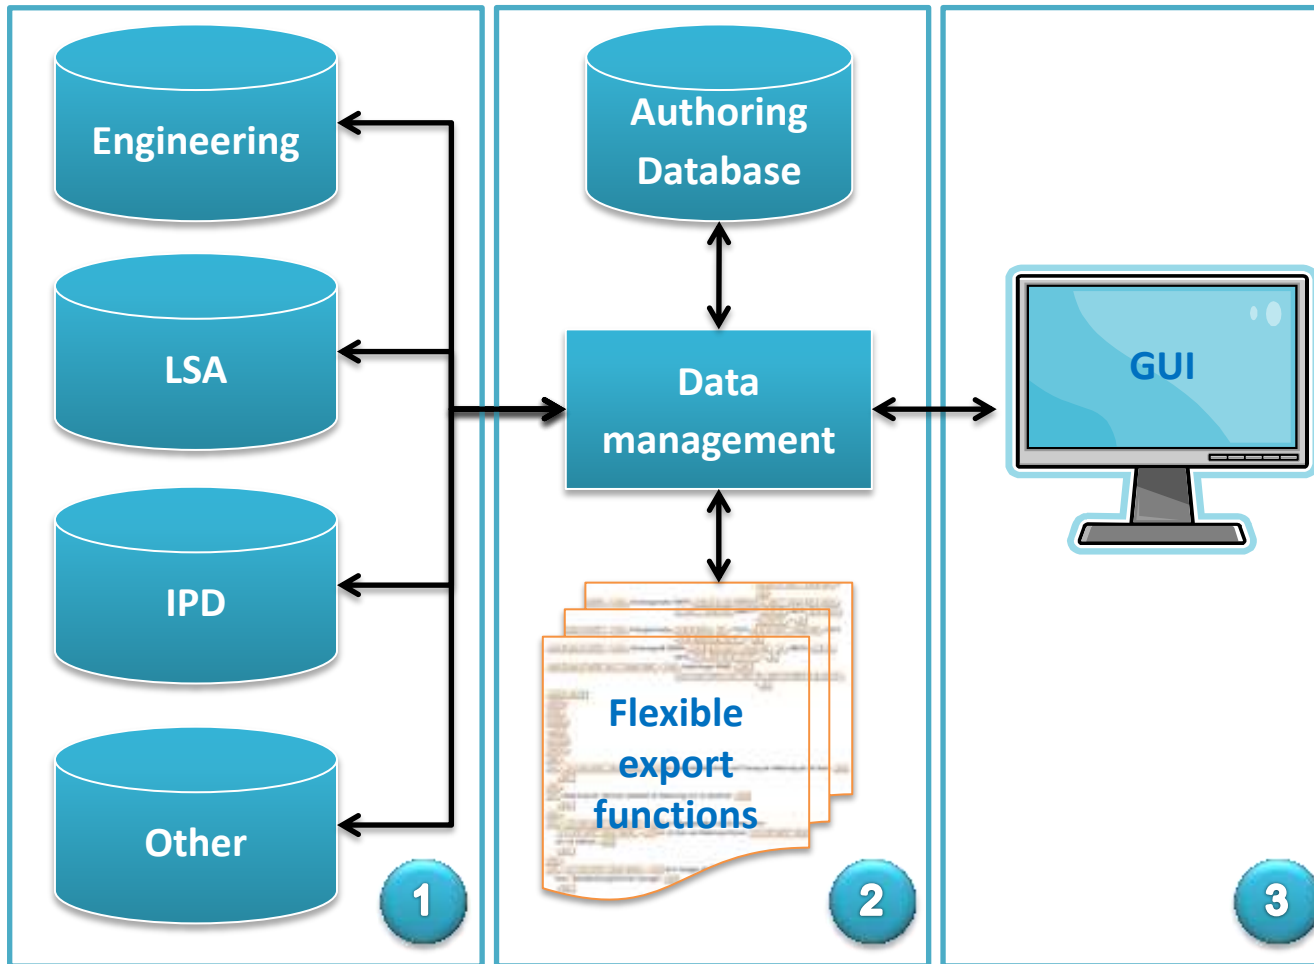 Engineering
LSA
IPD
Other
1
Authoring
Database
Data
management
Flexible
export
functions
2
GUI
3